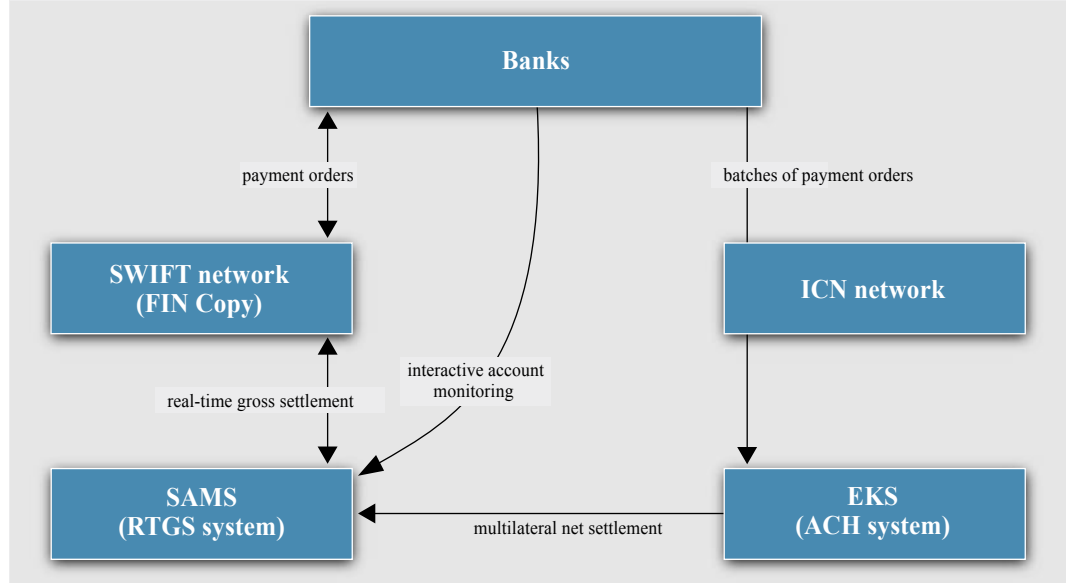 Banks
payment orders
batches of payment orders
SWIFT network
(FIN Copy)
ICN network
interactive account
monitoring
real-time gross settlement
SAMS
(RTGS system)
EKS
(ACH system)
multilateral net settlement